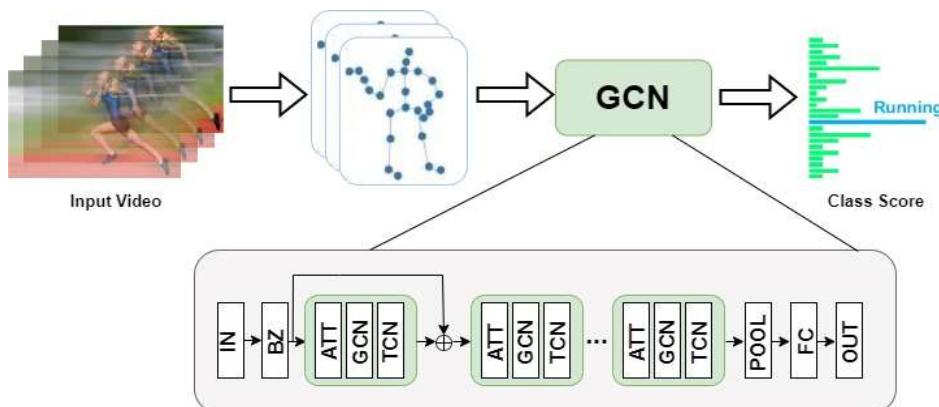 GCN
Running
Input Video
Class Score
IN
BZ
ATT
GCN
TCN
ATT
GCN
TCN
...
ATT
GCN
TCN
POOL
FC
OUT